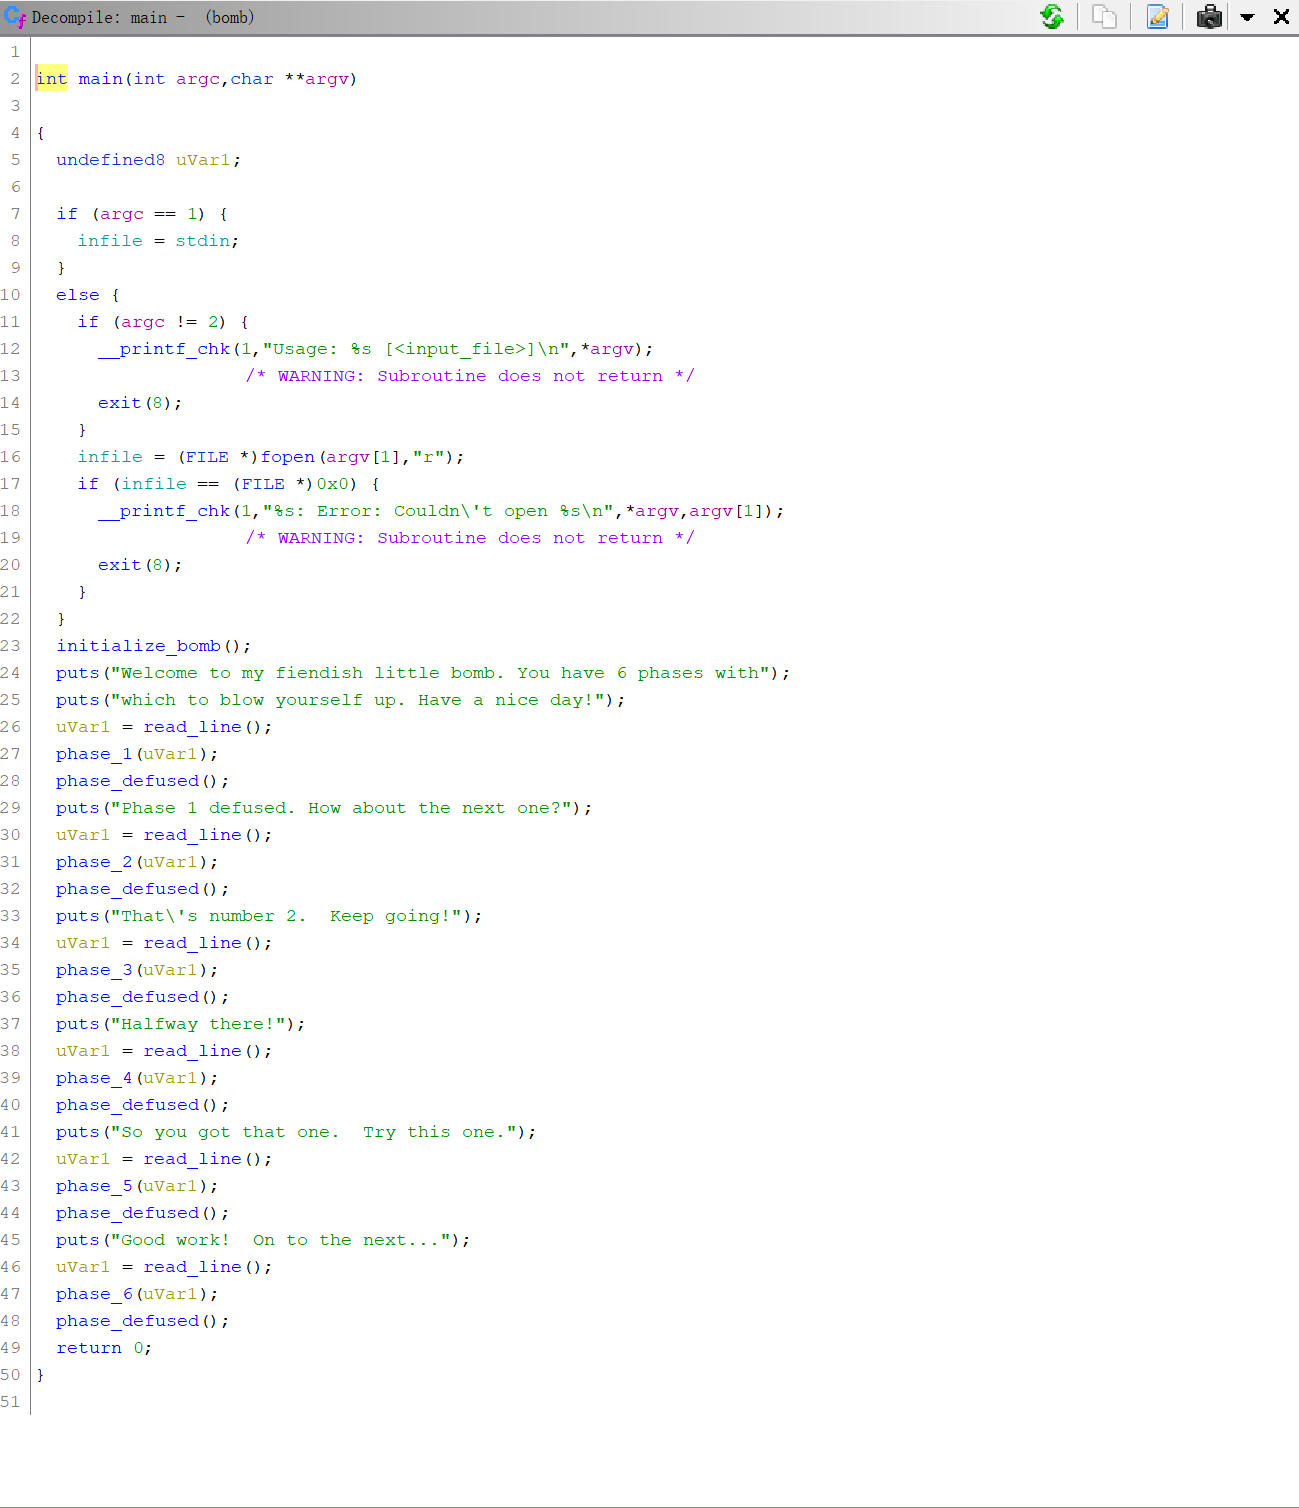 Decompile: main - (bomb)
1
2 int main(int argc,char **argv)
3
4 {
5 undefined8 uVar1;
6
7 if (argc == 1) {
8 infile = stdin;
9 }
10 else {
11 if (argc != 2) {
12 __printf_chk(1,"Usage: %s [<input_file>]\n",*argv);
13 /* WARNING: Subroutine does not return */
14 exit(8);
15 }
16 infile = (FILE *)fopen(argv[1],"r");
17 if (infile == (FILE *)0x0) {
18 __printf_chk(1,"%s: Error: Couldn\'t open %s\n",*argv,argv[1]);
19 /* WARNING: Subroutine does not return */
20 exit(8);
21 }
22 }
23 initialize_bomb();
24 puts("Welcome to my fiendish little bomb. You have 6 phases with");
25 puts("which to blow yourself up. Have a nice day!");
26 uVar1 = read_line();
27 phase_1(uVar1);
28 phase_defused();
29 puts("Phase 1 defused. How about the next one?");
30 uVar1 = read_line();
31 phase_2(uVar1);
32 phase_defused();
33 puts("That\'s number 2.  Keep going!");
34 uVar1 = read_line();
35 phase_3(uVar1);
36 phase_defused();
37 puts("Halfway there!");
38 uVar1 = read_line();
39 phase_4(uVar1);
40 phase_defused();
41 puts("So you got that one.  Try this one.");
42 uVar1 = read_line();
43 phase_5(uVar1);
44 phase_defused();
45 puts("Good work!  On to the next...");
46 uVar1 = read_line();
47 phase_6(uVar1);
48 phase_defused();
49 return 0;
50 }
51